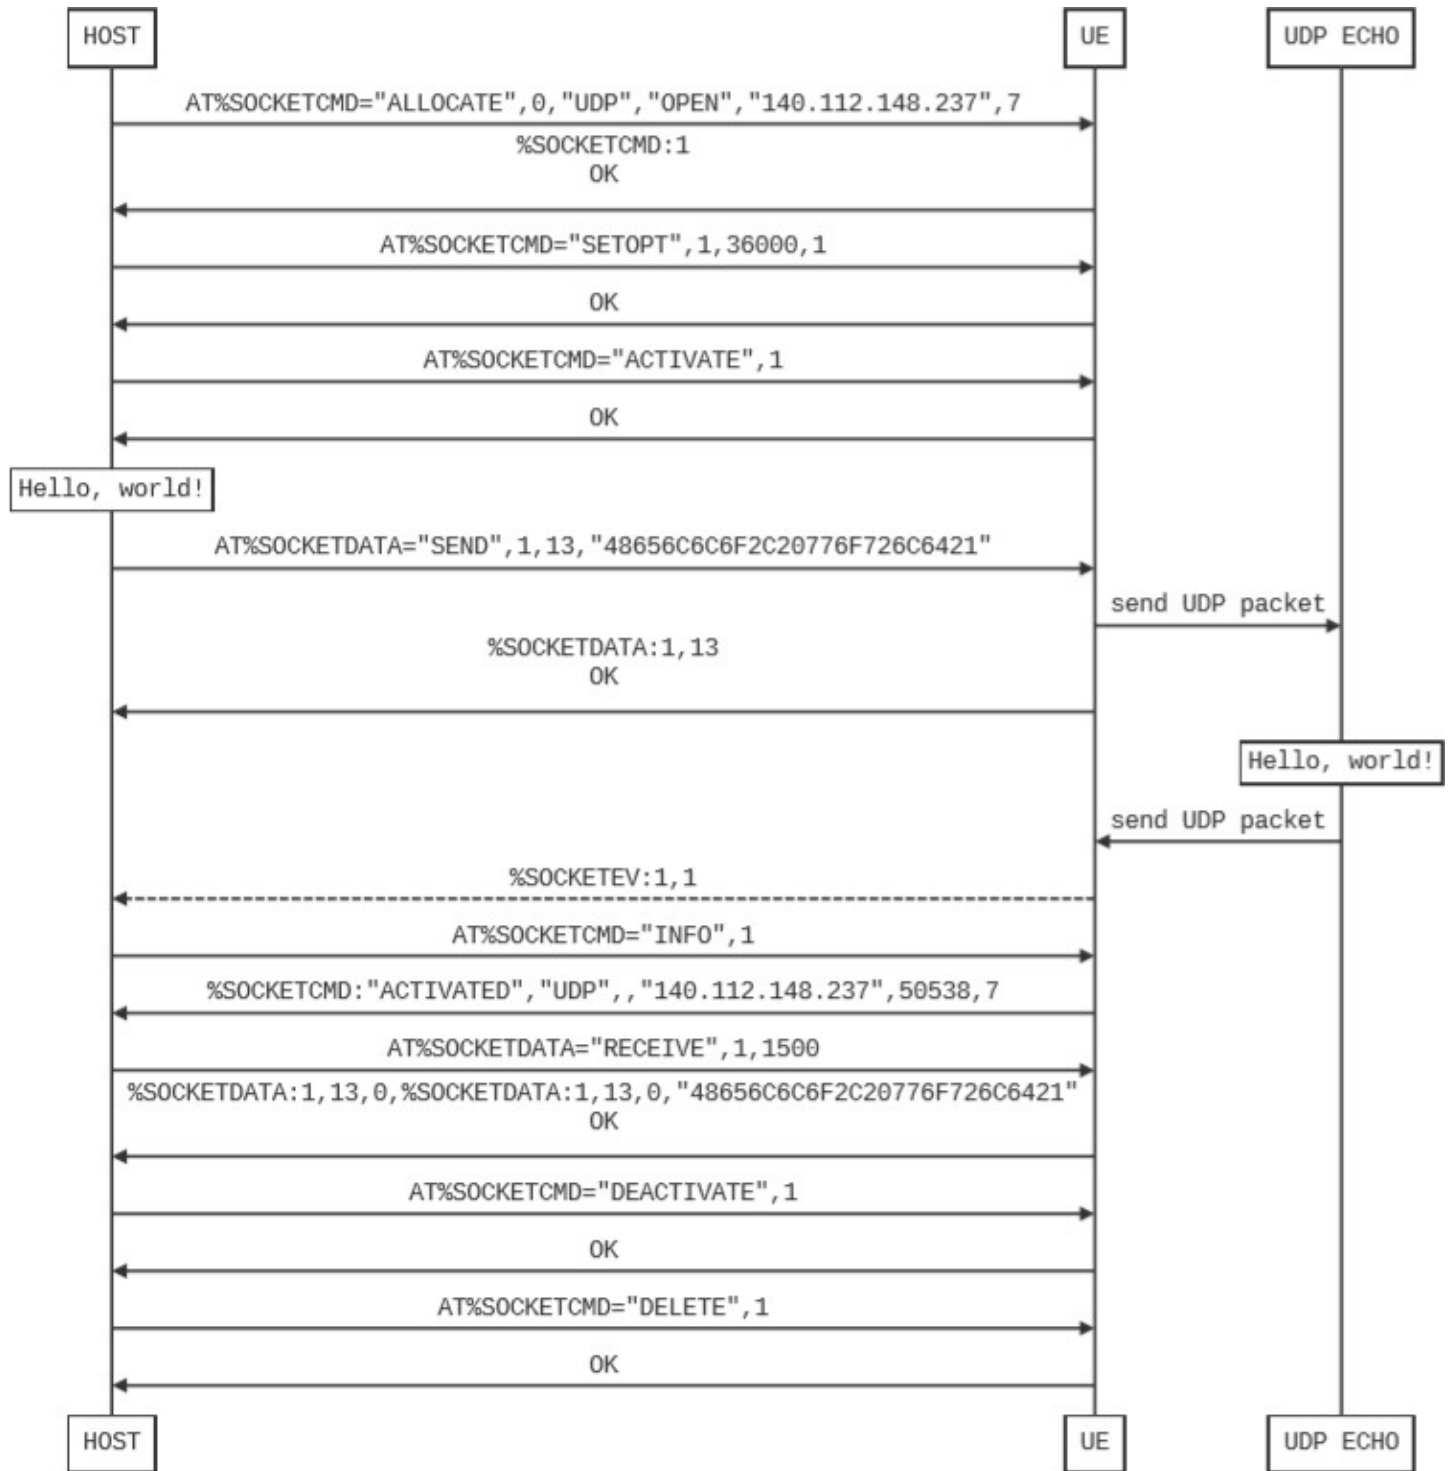 HOST
UE
UDP ECHO
AT%SOCKETCMD="ALLOCATE",0,"UDP","OPEN","140.112.148.237",7
%SOCKETCMD:1
OK
AT%SOCKETCMD="SETOPT",1,36000,1
OK
AT%SOCKETCMD="ACTIVATE",1
OK
Hello, world!
AT%SOCKETDATA="SEND",1,13,"48656C6C6F2C20776F726C6421"
send UDP packet
%SOCKETDATA:1,13
OK
Hello, world!
send UDP packet
%SOCKETEV:1,1
AT%SOCKETCMD="INFO",1
%SOCKETCMD:"ACTIVATED","UDP",,"140.112.148.237",50538,7
AT%SOCKETDATA="RECEIVE",1,1500
%SOCKETDATA:1,13,0,%SOCKETDATA:1,13,0,"48656C6C6F2C20776F726C6421"
OK
AT%SOCKETCMD="DEACTIVATE",1
OK
AT%SOCKETCMD="DELETE",1
OK
HOST
UE
UDP ECHO